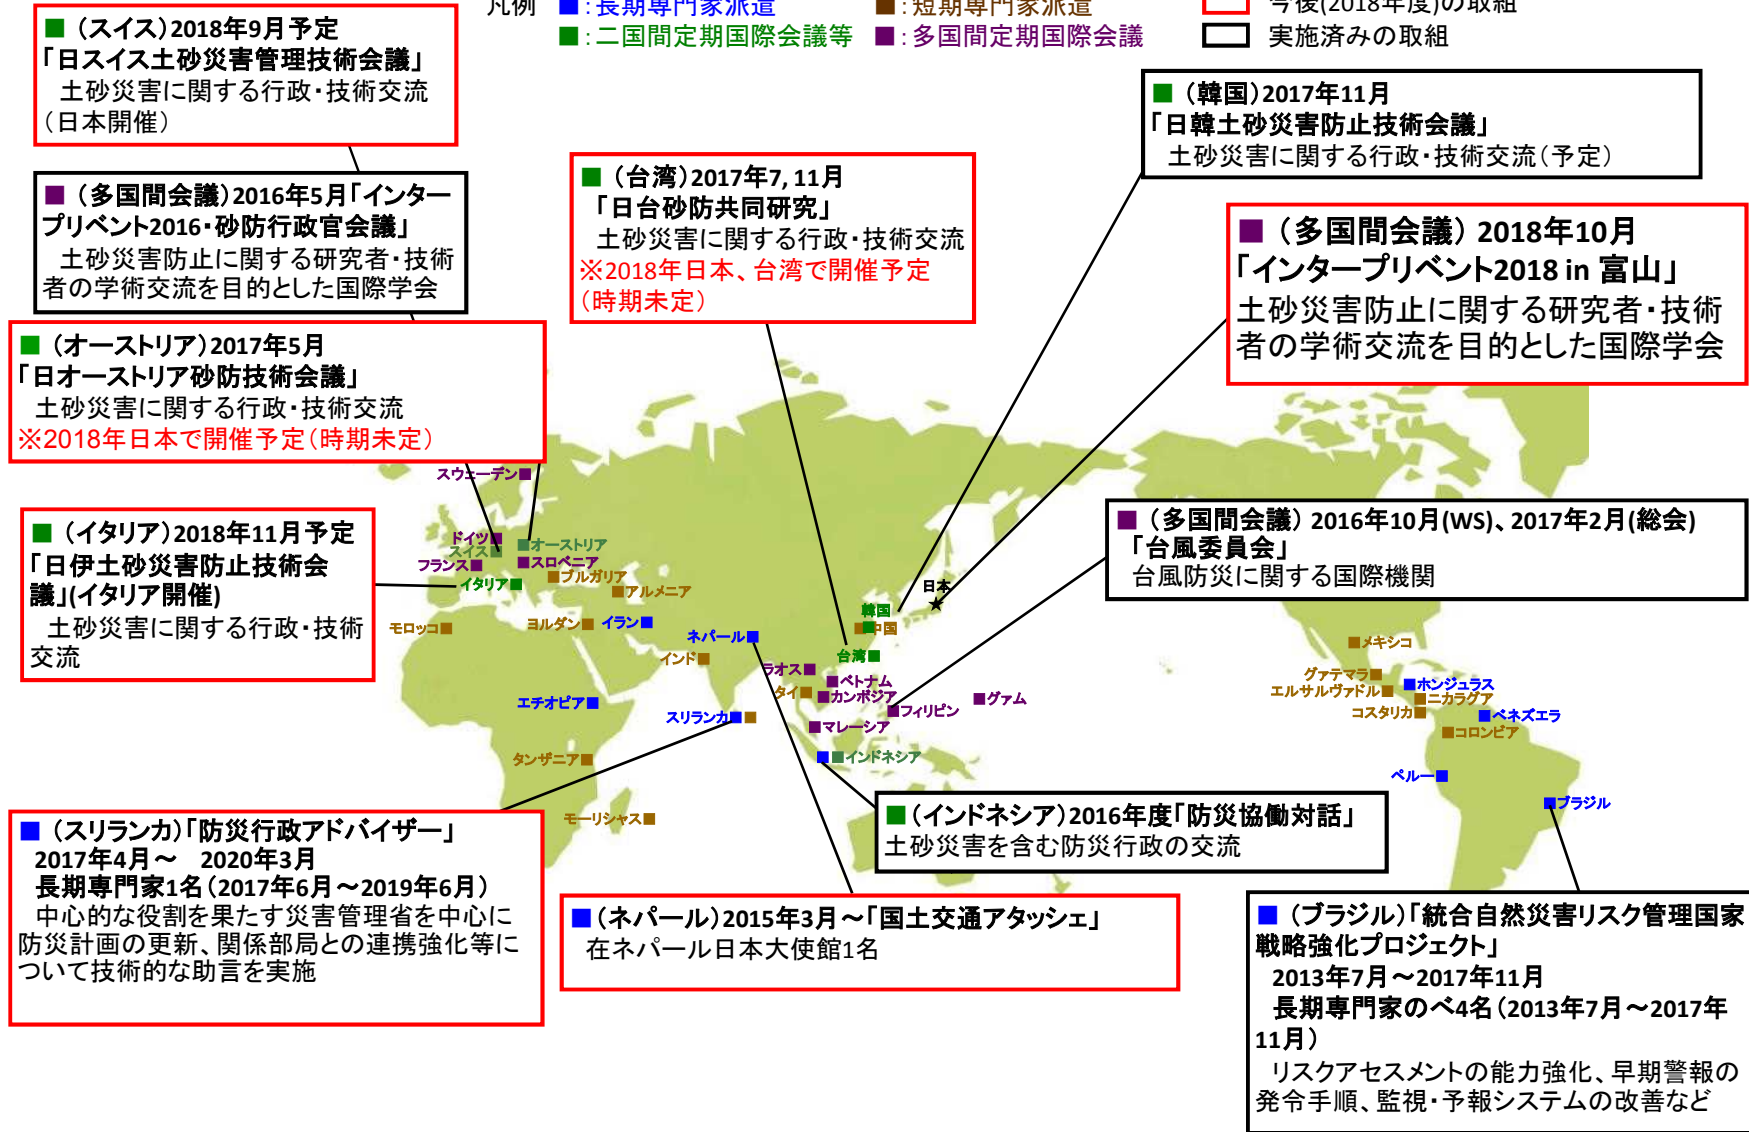 凡例 ■:長期専門家派遣 ■:短期専門家派遣 今後(2018年度)の取組
■:二国間定期国際会議等 ■:多国間定期国際会議 実施済みの取組
■(スイス)2018年9月予定
「日スイス土砂災害管理技術会議」
土砂災害に関する行政・技術交流
(日本開催)
■(多国間会議)2016年5月「インター
プリベント2016・砂防行政官会議」
土砂災害防止に関する研究者・技術
者の学術交流を目的とした国際学会
■(オーストリア)2017年5月
「日オーストリア砂防技術会議」
土砂災害に関する行政・技術交流
※2018年日本で開催予定(時期未定)
■(イタリア)2018年11月予定
「日伊土砂災害防止技術会
議」(イタリア開催)
土砂災害に関する行政・技術
交流
■(台湾)2017年7,11月
「日台砂防共同研究」
土砂災害に関する行政・技術交流
※2018年日本、台湾で開催予定
(時期未定)
■(韓国)2017年11月
「日韓土砂災害防止技術会議」
土砂災害に関する行政・技術交流(予定)
■(多国間会議) 2018年10月
「インタープリベント2018 in 富山」
土砂災害防止に関する研究者・技術
者の学術交流を目的とした国際学会
■(多国間会議) 2016年10月(WS)、2017年2月(総会)
「台風委員会」
台風防災に関する国際機関
スウェーデン■
ドイツ■
スイス■
■オーストリア
フランス■
■スロベニア
イタリア■
■ブルガリア
■アルメニア
モロッコ■
ヨルダン■
イラン■
ネパール■
インド■
エチオピア■
スリランカ■■
タンザニア■
モーリシャス■
日本
★
韓国
■中国
台湾■
ラオス■
■ベトナム
タイ■
■カンボジア
■フィリピン
■グァム
■マレーシア
■■インドネシア
■メキシコ
グァテマラ■
エルサルヴァドル■
■ホンジュラス
■ニカラグア
コスタリカ■
■ベネズエラ
■コロンビア
ペルー■
■ブラジル
■(スリランカ)「防災行政アドバイザー」
2017年4月～ 2020年3月
長期専門家1名(2017年6月～2019年6月)
中心的な役割を果たす災害管理省を中心に
防災計画の更新、関係部局との連携強化等に
ついて技術的な助言を実施
■(ネパール)2015年3月～「国土交通アタッシェ」
在ネパール日本大使館1名
■(インドネシア)2016年度「防災協働対話」
土砂災害を含む防災行政の交流
■(ブラジル)「統合自然災害リスク管理国家
戦略強化プロジェクト」
2013年7月～2017年11月
長期専門家のべ4名(2013年7月～2017年
11月)
リスクアセスメントの能力強化、早期警報の
発令手順、監視・予報システムの改善など